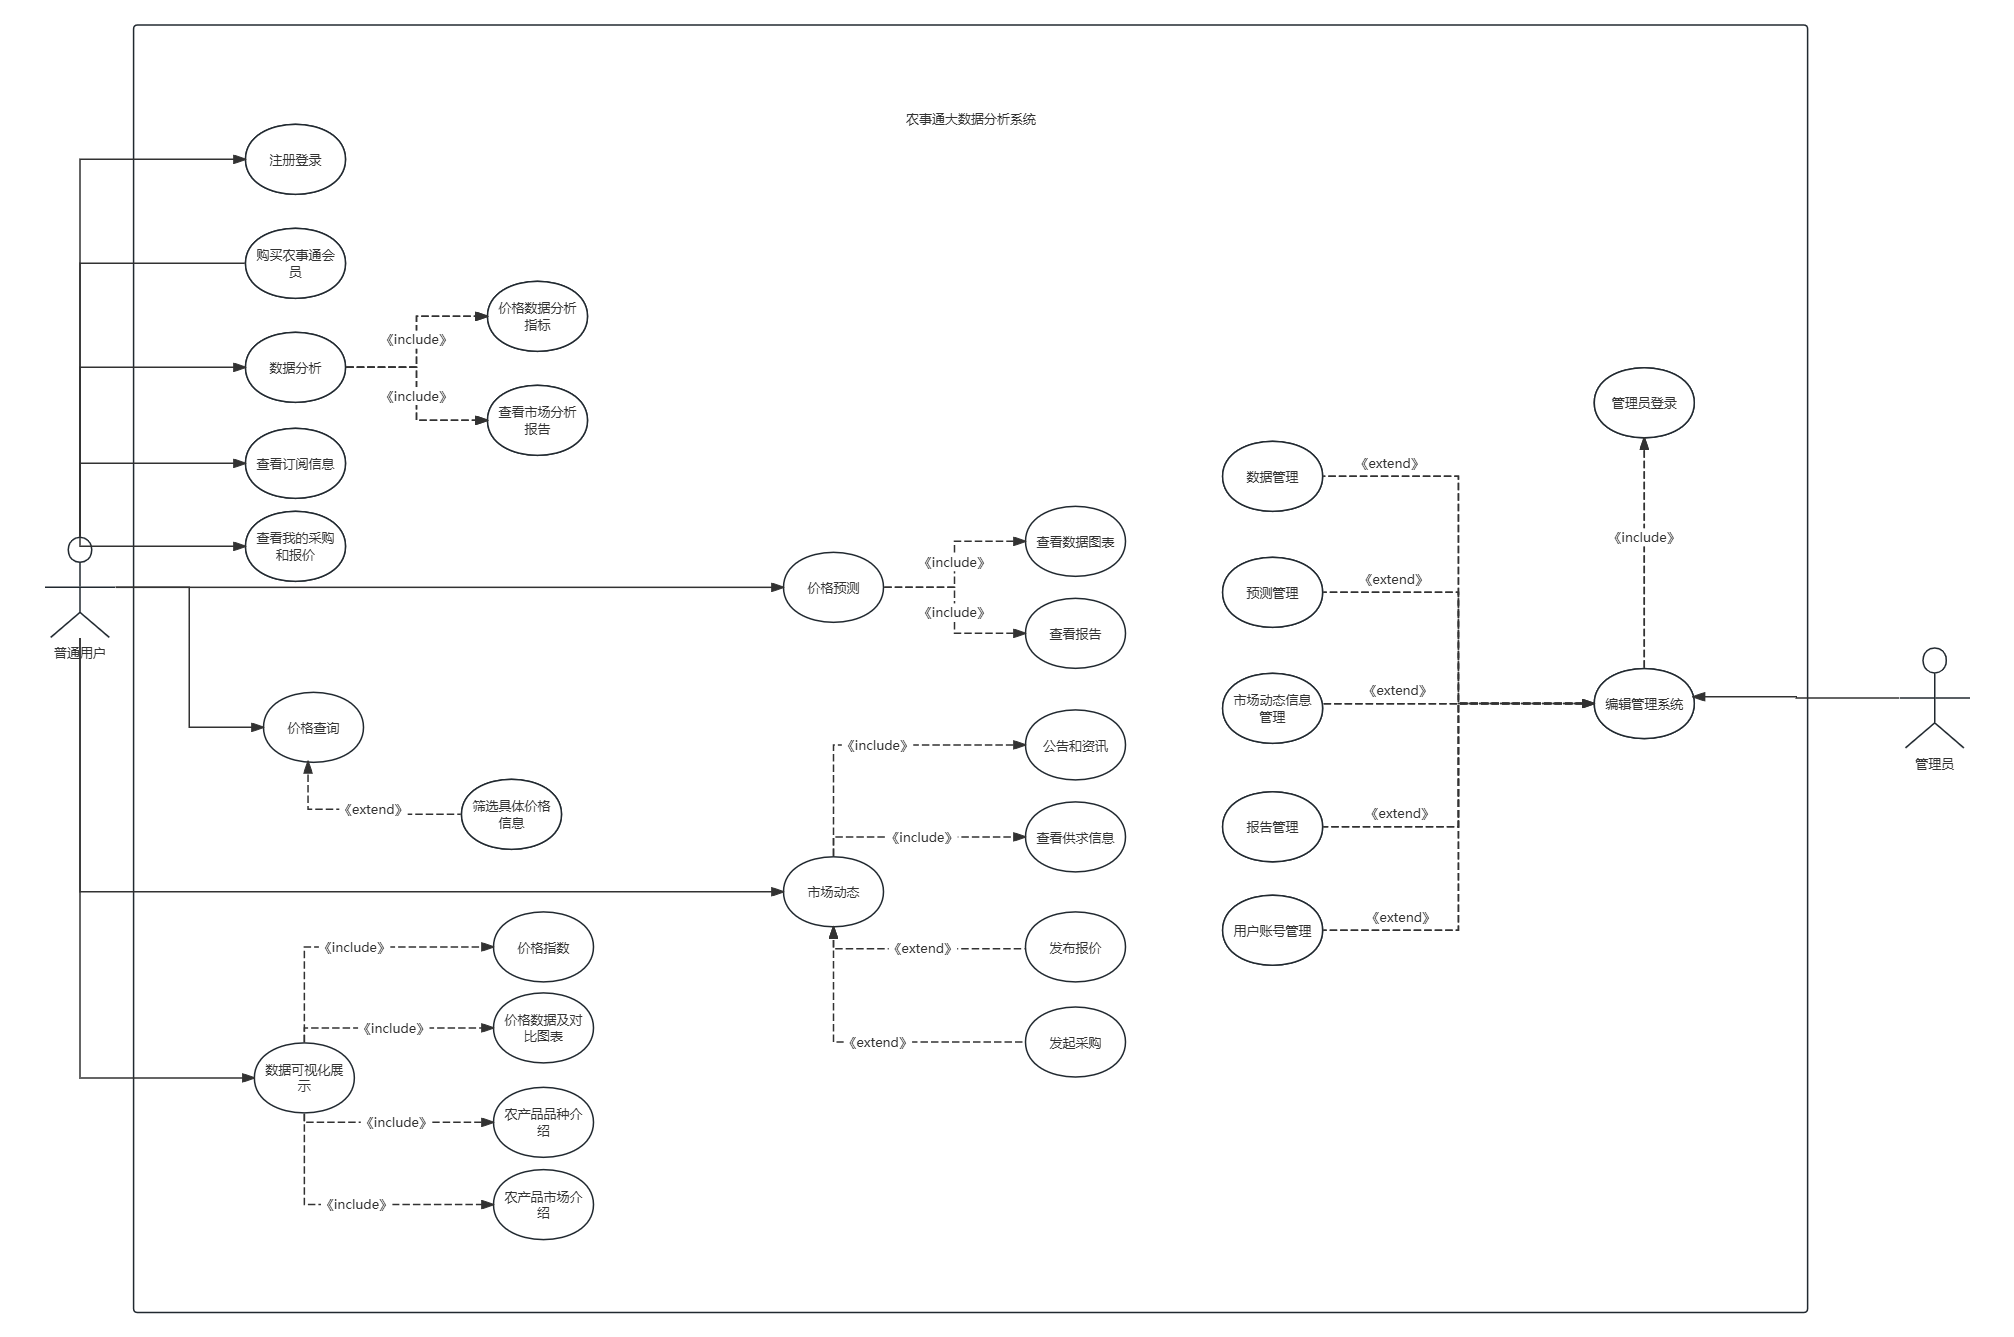 农事通大数据分析系统
注册登录
购买农事通会
员
价格数据分析
指标
《include》
数据分析
《include》
查看市场分析
报告
查看订阅信息
查看我的采购
和报价
普通用户
价格预测
《include》
《include》
查看数据图表
查看报告
价格查询
《extend》
筛选具体价格
信息
市场动态
《include》
公告和资讯
《include》
查看供求信息
《extend》
发布报价
《extend》
发起采购
数据可视化展
示
《include》
价格指数
《include》
价格数据及对
比图表
《include》
农产品品种介
绍
《include》
农产品市场介
绍
数据管理
《extend》
预测管理
《extend》
市场动态信息
管理
《extend》
报告管理
《extend》
用户账号管理
《extend》
管理员登录
《include》
编辑管理系统
管理员